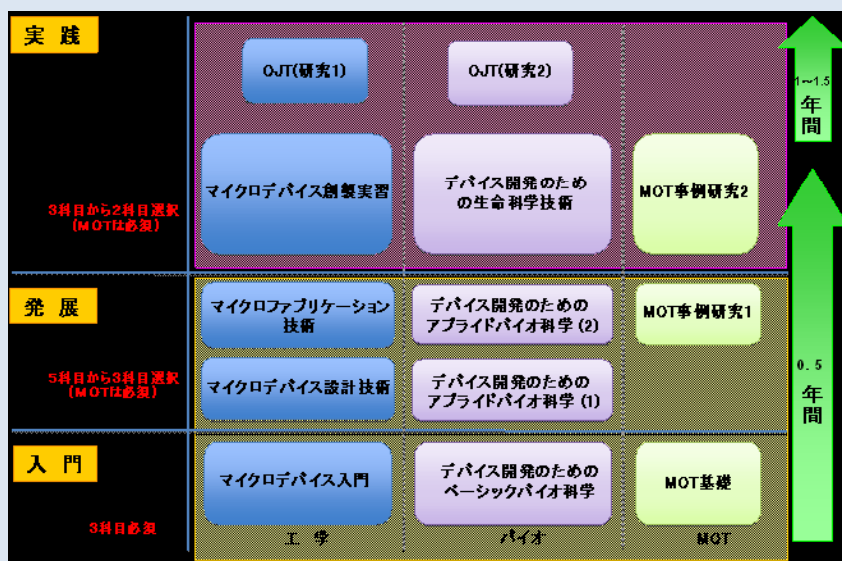 実 践
OJT(研究1)
OJT(研究2)
1~1.5
年
間
マイクロデバイス創製実習
デバイス開発のため
の生命科学技術
MOT事例研究2
3科目から2科目選択
(MOTは必須)
発 展
マイクロファブリケーション
技術
デバイス開発のための
アプライドバイオ科学(2)
MOT事例研究1
5科目から3科目選択
(MOTは必須)
マイクロデバイス設計技術
デバイス開発のための
アプライドバイオ科学(1)
0.5
年
間
入 門
マイクロデバイス入門
デバイス開発のための
ベーシックバイオ科学
MOT基礎
3科目必須
工 学
バイオ
MOT